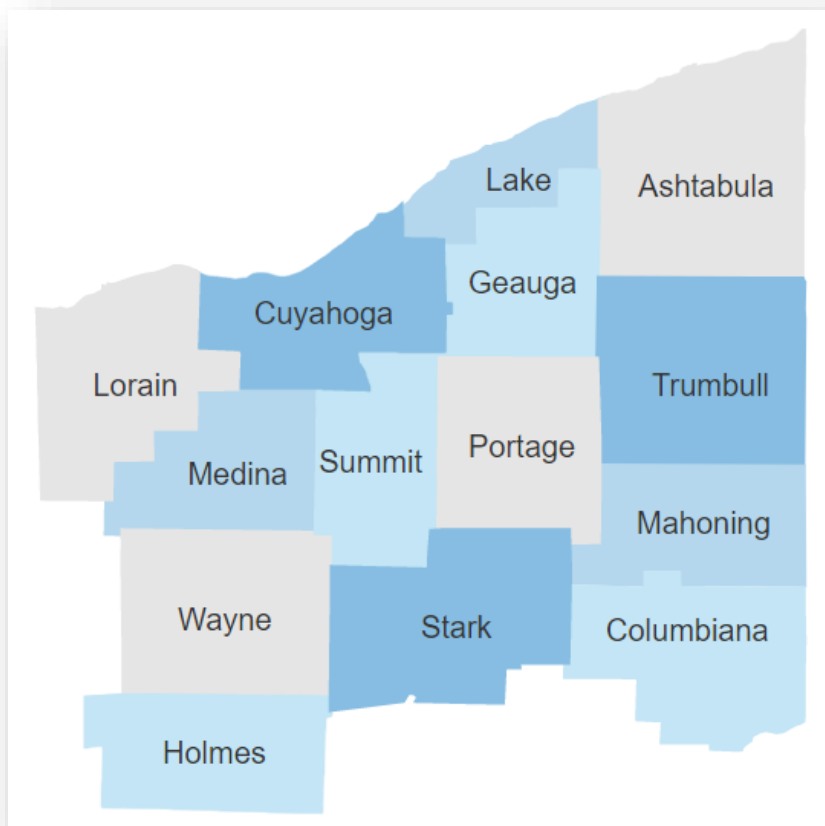 Lake
Ashtabula
Geauga
Cuyahoga
Lorain
Trumbull
Portage
Summit
Medina
Mahoning
Wayne
Stark
Columbiana
Holmes